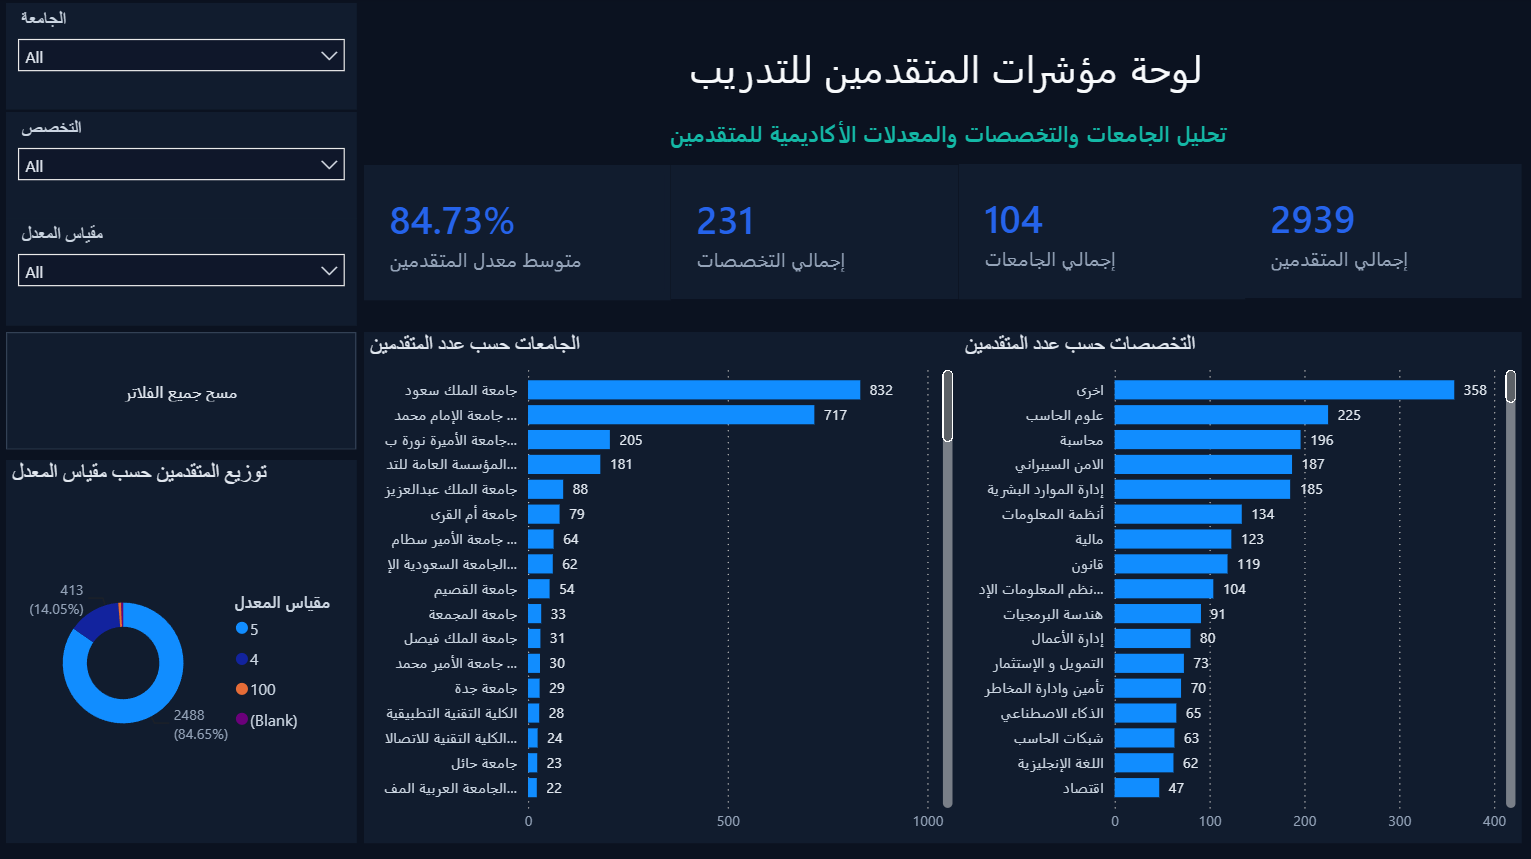 الجامعة
All
التخصص
All
مقياس المعدل
All
مسح جميع الفلاتر
لوحة مؤشرات المتقدمين للتدريب
تحليل الجامعات والتخصصات والمعدلات الأكاديمية للمتقدمين
2939
إجمالي المتقدمين
104
إجمالي الجامعات
231
إجمالي التخصصات
84.73%
متوسط معدل المتقدمين
التخصصات حسب عدد المتقدمين
اخرى 358
علوم الحاسب 225
محاسبة 196
الامن السيبراني 187
إدارة الموارد البشرية 185
أنظمة المعلومات 134
مالية 123
قانون 119
نظم المعلومات الإد... 104
هندسة البرمجيات 91
إدارة الأعمال 80
التمويل و الإستثمار 73
تأمين وادارة المخاطر 70
الذكاء الاصطناعي 65
شبكات الحاسب 63
اللغة الإنجليزية 62
اقتصاد 47
0 100 200 300 400
الجامعات حسب عدد المتقدمين
جامعة الملك سعود 832
جامعة الإمام محمد ... 717
جامعة الأميرة نورة ب... 205
المؤسسة العامة للتد... 181
جامعة الملك عبدالعزيز 88
جامعة أم القرى 79
جامعة الأمير سطام ... 64
الجامعة السعودية الإ... 62
جامعة القصيم 54
جامعة المجمعة 33
جامعة الملك فيصل 31
جامعة الأمير محمد ... 30
جامعة جدة 29
الكلية التقنية التطبيقية 28
الكلية التقنية للاتصالا... 24
جامعة حائل 23
الجامعة العربية المف... 22
0 500 1000
توزيع المتقدمين حسب مقياس المعدل
413
(14.05%)
2488
(84.65%)
مقياس المعدل
5
4
100
(Blank)